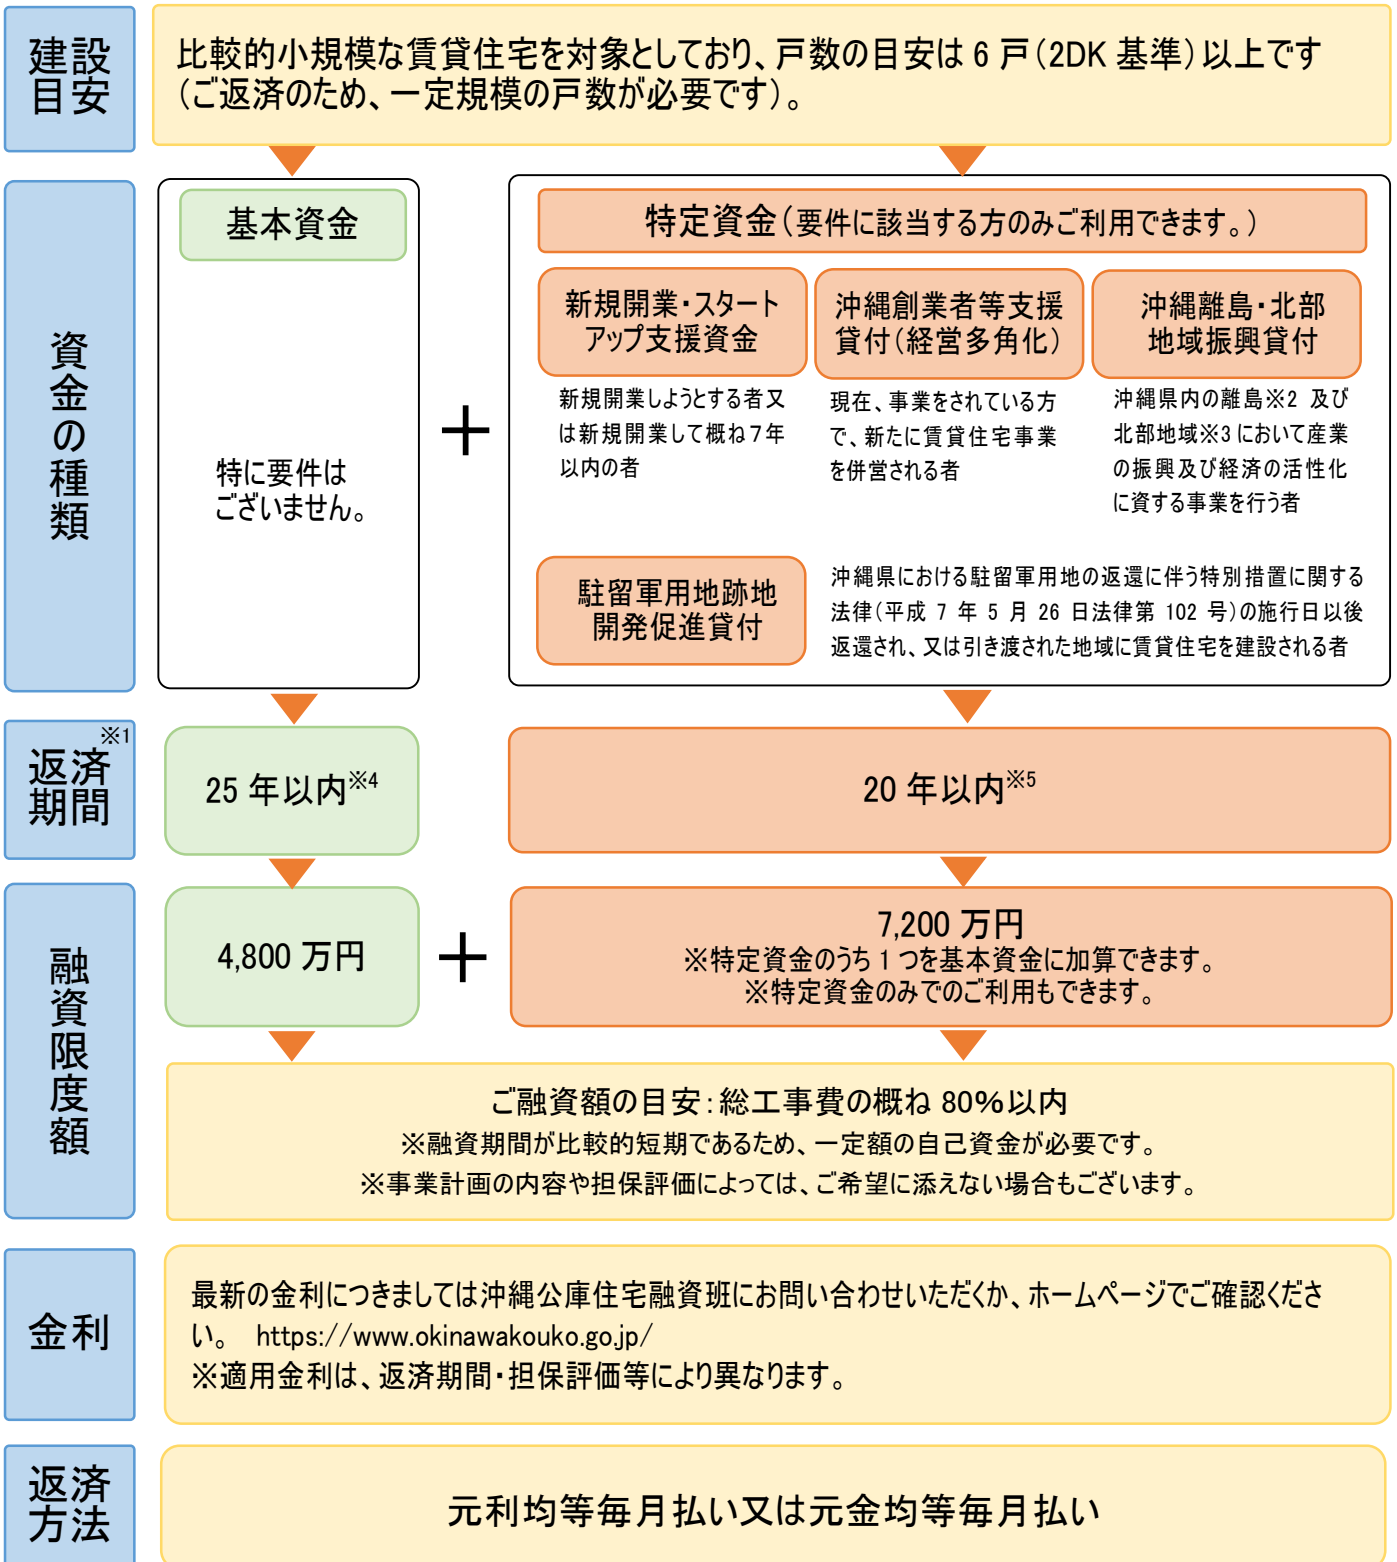 建設
目安
比較的小規模な賃貸住宅を対象としており、戸数の目安は 6 戸(2DK 基準)以上です
(ご返済のため、一定規模の戸数が必要です)。
資金の種類
基本資金
特に要件は
ございません。
＋
特定資金(要件に該当する方のみご利用できます。)
新規開業・スタート
アップ支援資金
新規開業しようとする者又
は新規開業して概ね7年
以内の者
沖縄創業者等支援
貸付(経営多角化)
現在、事業をされている方
で、新たに賃貸住宅事業
を併営される者
沖縄離島・北部
地域振興貸付
沖縄県内の離島※2 及び
北部地域※3において産業
の振興及び経済の活性化
に資する事業を行う者
駐留軍用地跡地
開発促進貸付
沖縄県における駐留軍用地の返還に伴う特別措置に関する
法律(平成 7 年 5 月 26 日法律第 102 号)の施行日以後
返還され、又は引き渡された地域に賃貸住宅を建設される者
返済※1
期間
25 年以内※4
20 年以内※5
融資限度額
4,800 万円
＋
7,200 万円
※特定資金のうち 1 つを基本資金に加算できます。
※特定資金のみでのご利用もできます。
ご融資額の目安:総工事費の概ね 80%以内
※融資期間が比較的短期であるため、一定額の自己資金が必要です。
※事業計画の内容や担保評価によっては、ご希望に添えない場合もございます。
金利
最新の金利につきましては沖縄公庫住宅融資班にお問い合わせいただくか、ホームページでご確認くださ
い。 https://www.okinawakouko.go.jp/
※適用金利は、返済期間・担保評価等により異なります。
返済
方法
元利均等毎月払い又は元金均等毎月払い